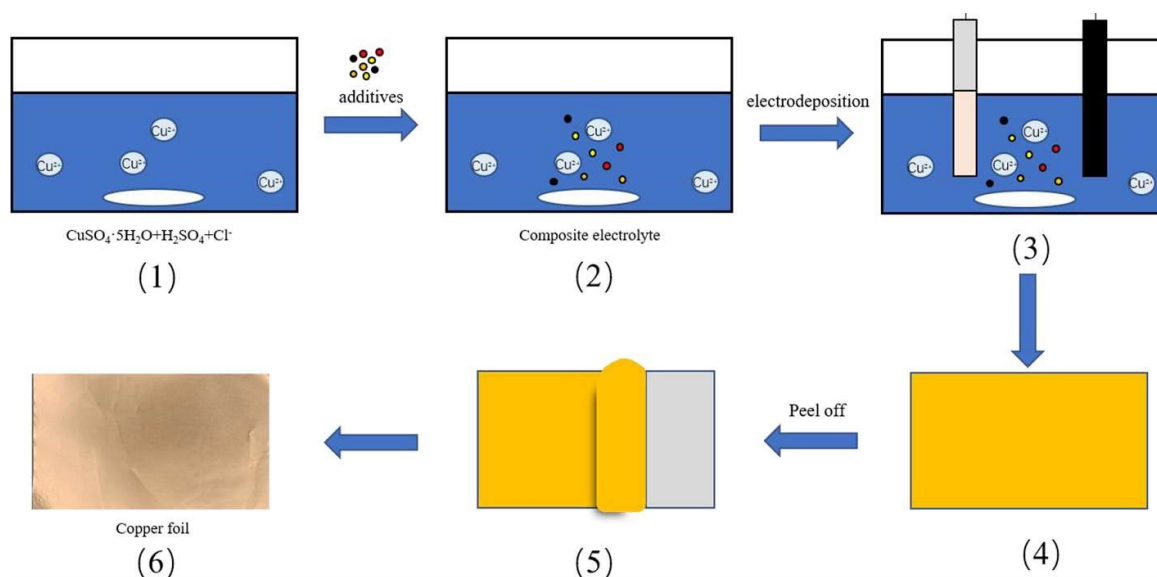 Cu²⁺
Cu²⁺
Cu²⁺
Cu²⁺
CuSO₄·5H₂O+H₂SO₄+Cl⁻
(1)
additives
Cu²⁺
Cu²⁺
Cu²⁺
Cu²⁺
Composite electrolyte
(2)
electrodeposition
Cu²⁺
Cu²⁺
Cu²⁺
Cu²⁺
(3)
(4)
Peel off
(5)
Copper foil
(6)